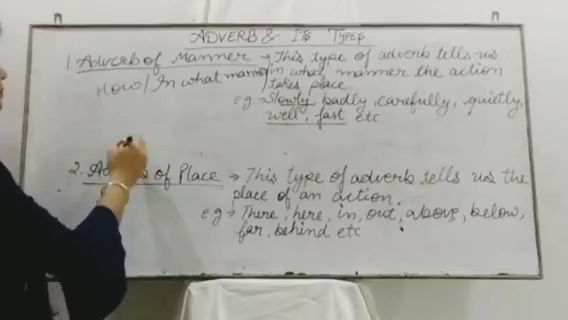 ADVERB & ITS TYPES
1. Adverb of Manner → This type of adverb tells us
How/In what manner/in what manner the action
takes place
eg → Slowly, badly, carefully, quietly,
well, fast etc
2. of Place → This type of adverb tells us the
place of an action.
eg → There, here, in, out, above, below,
far, behind etc.